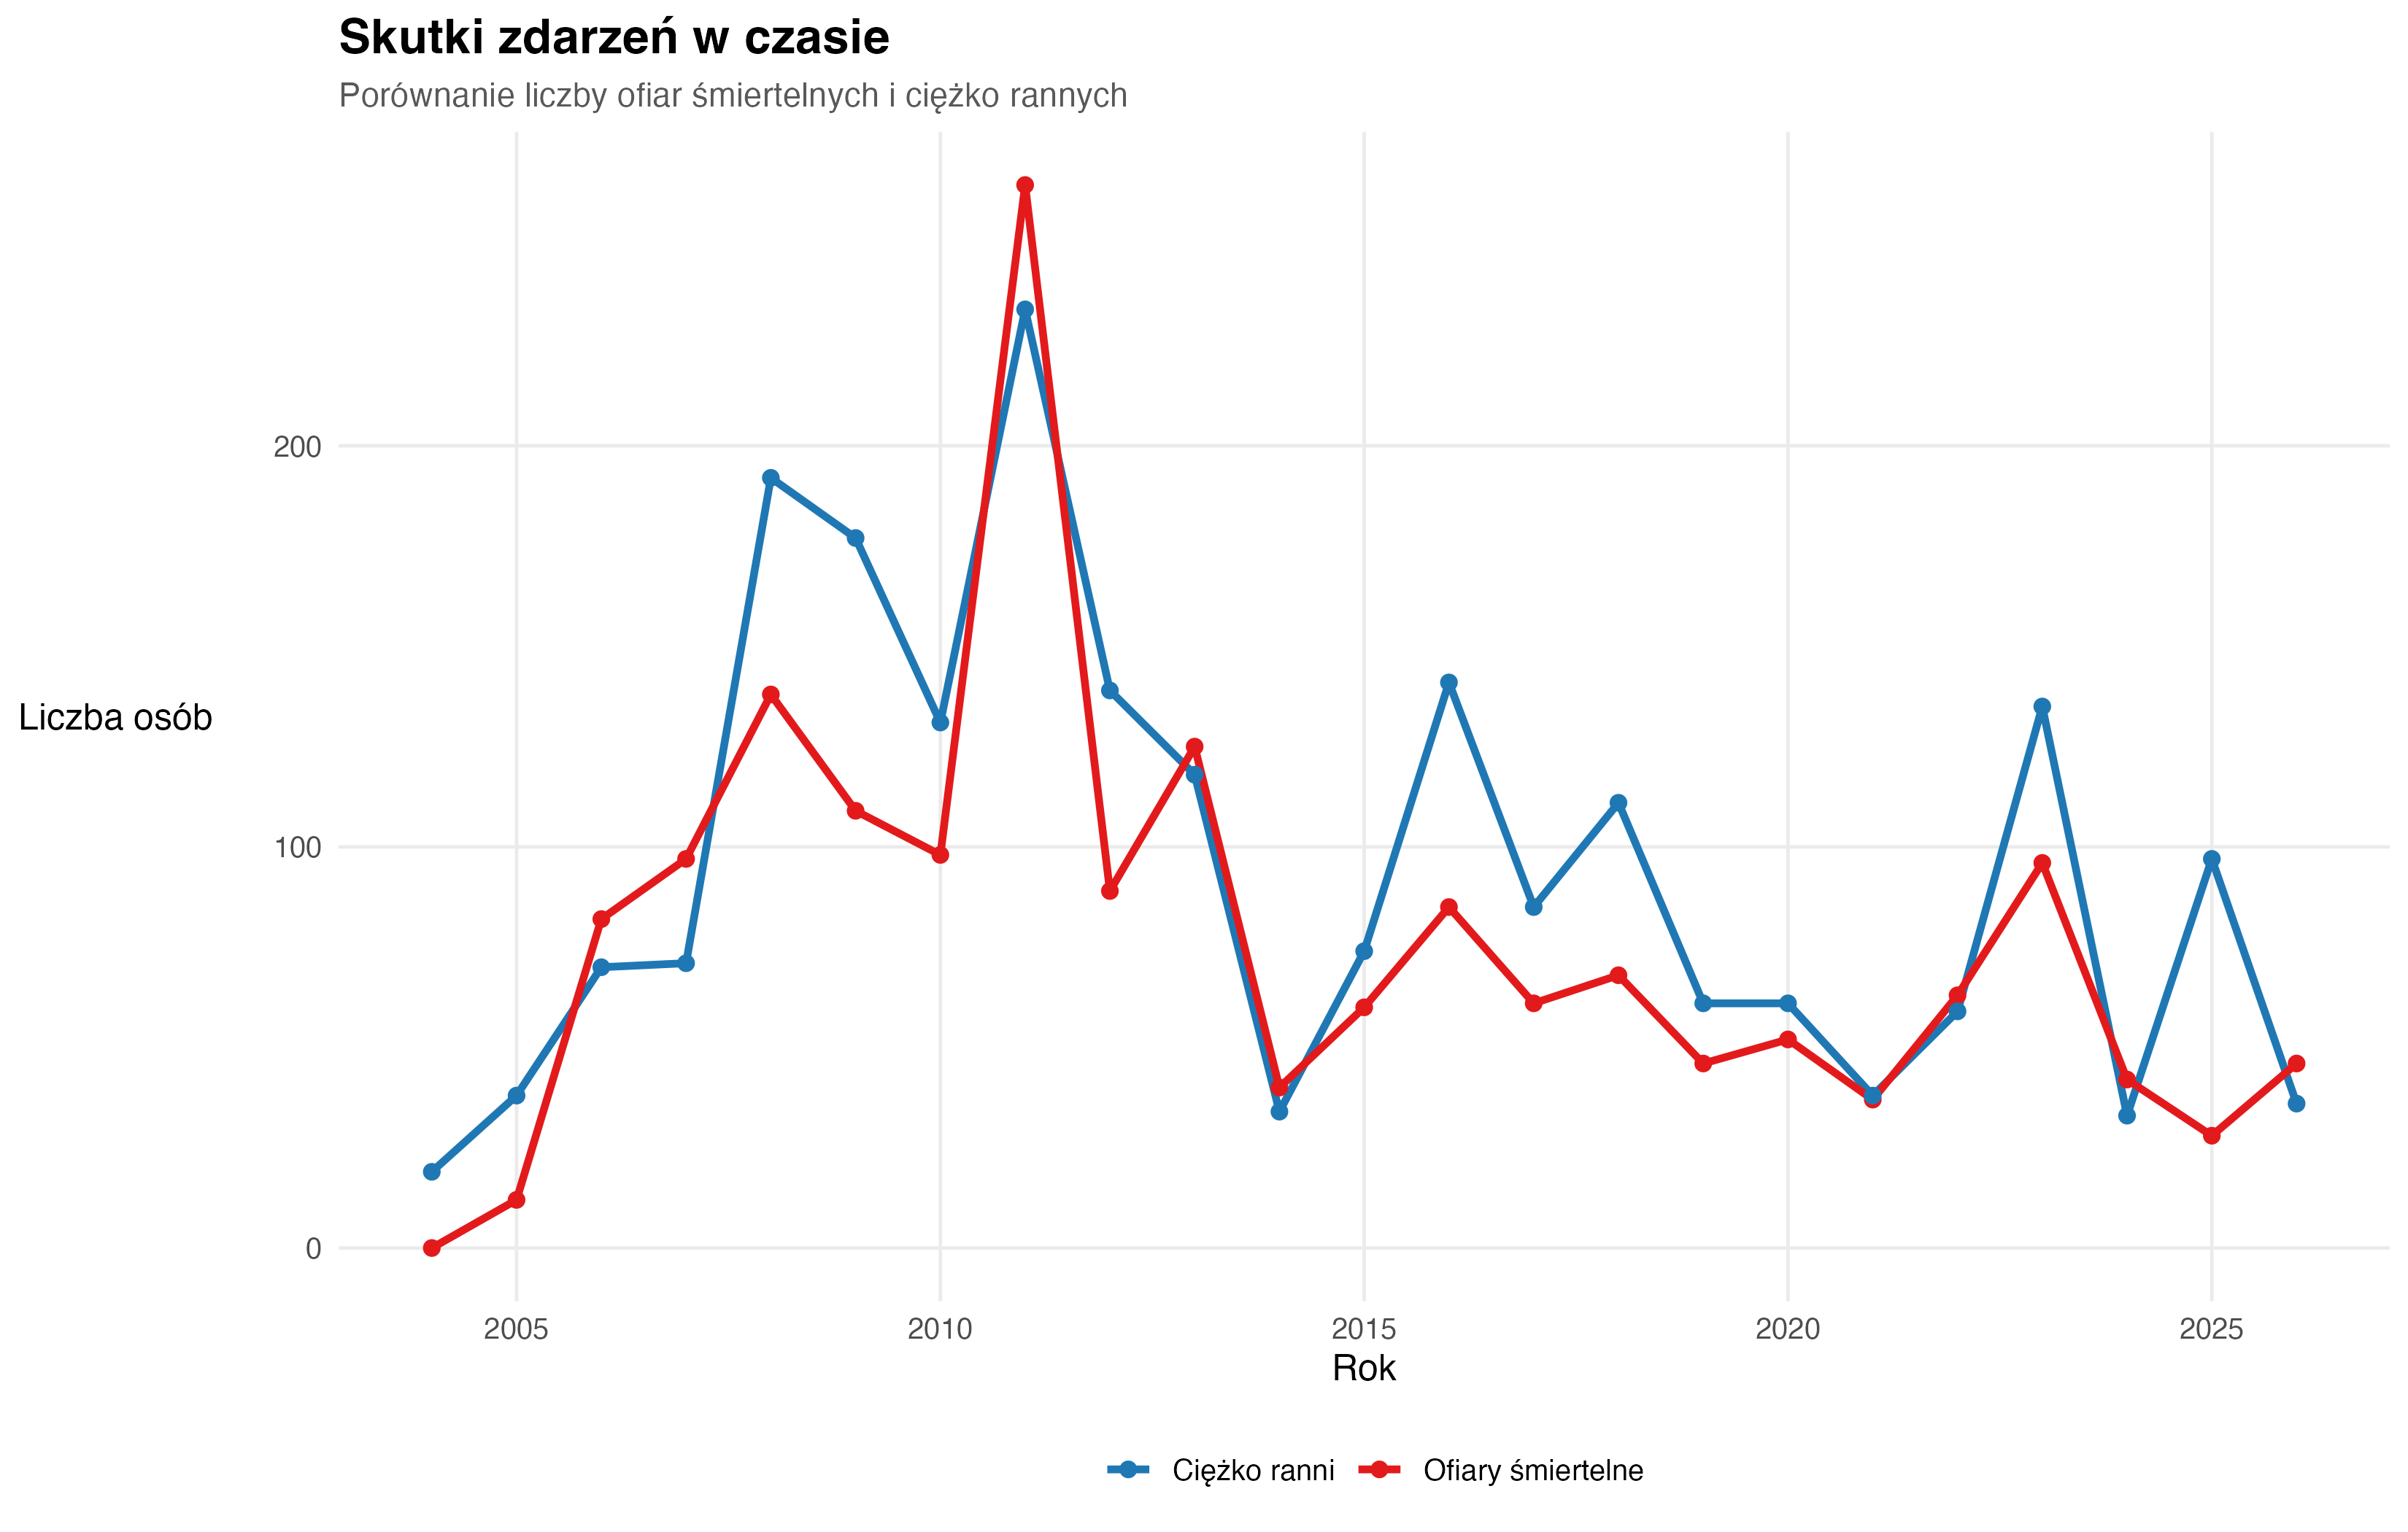 Skutki zdarzeń w czasie
Porównanie liczby ofiar śmiertelnych i ciężko rannych
Liczba osób
200
100
0
2005 2010 2015 2020 2025
Rok
Ciężko ranni Ofiary śmiertelne